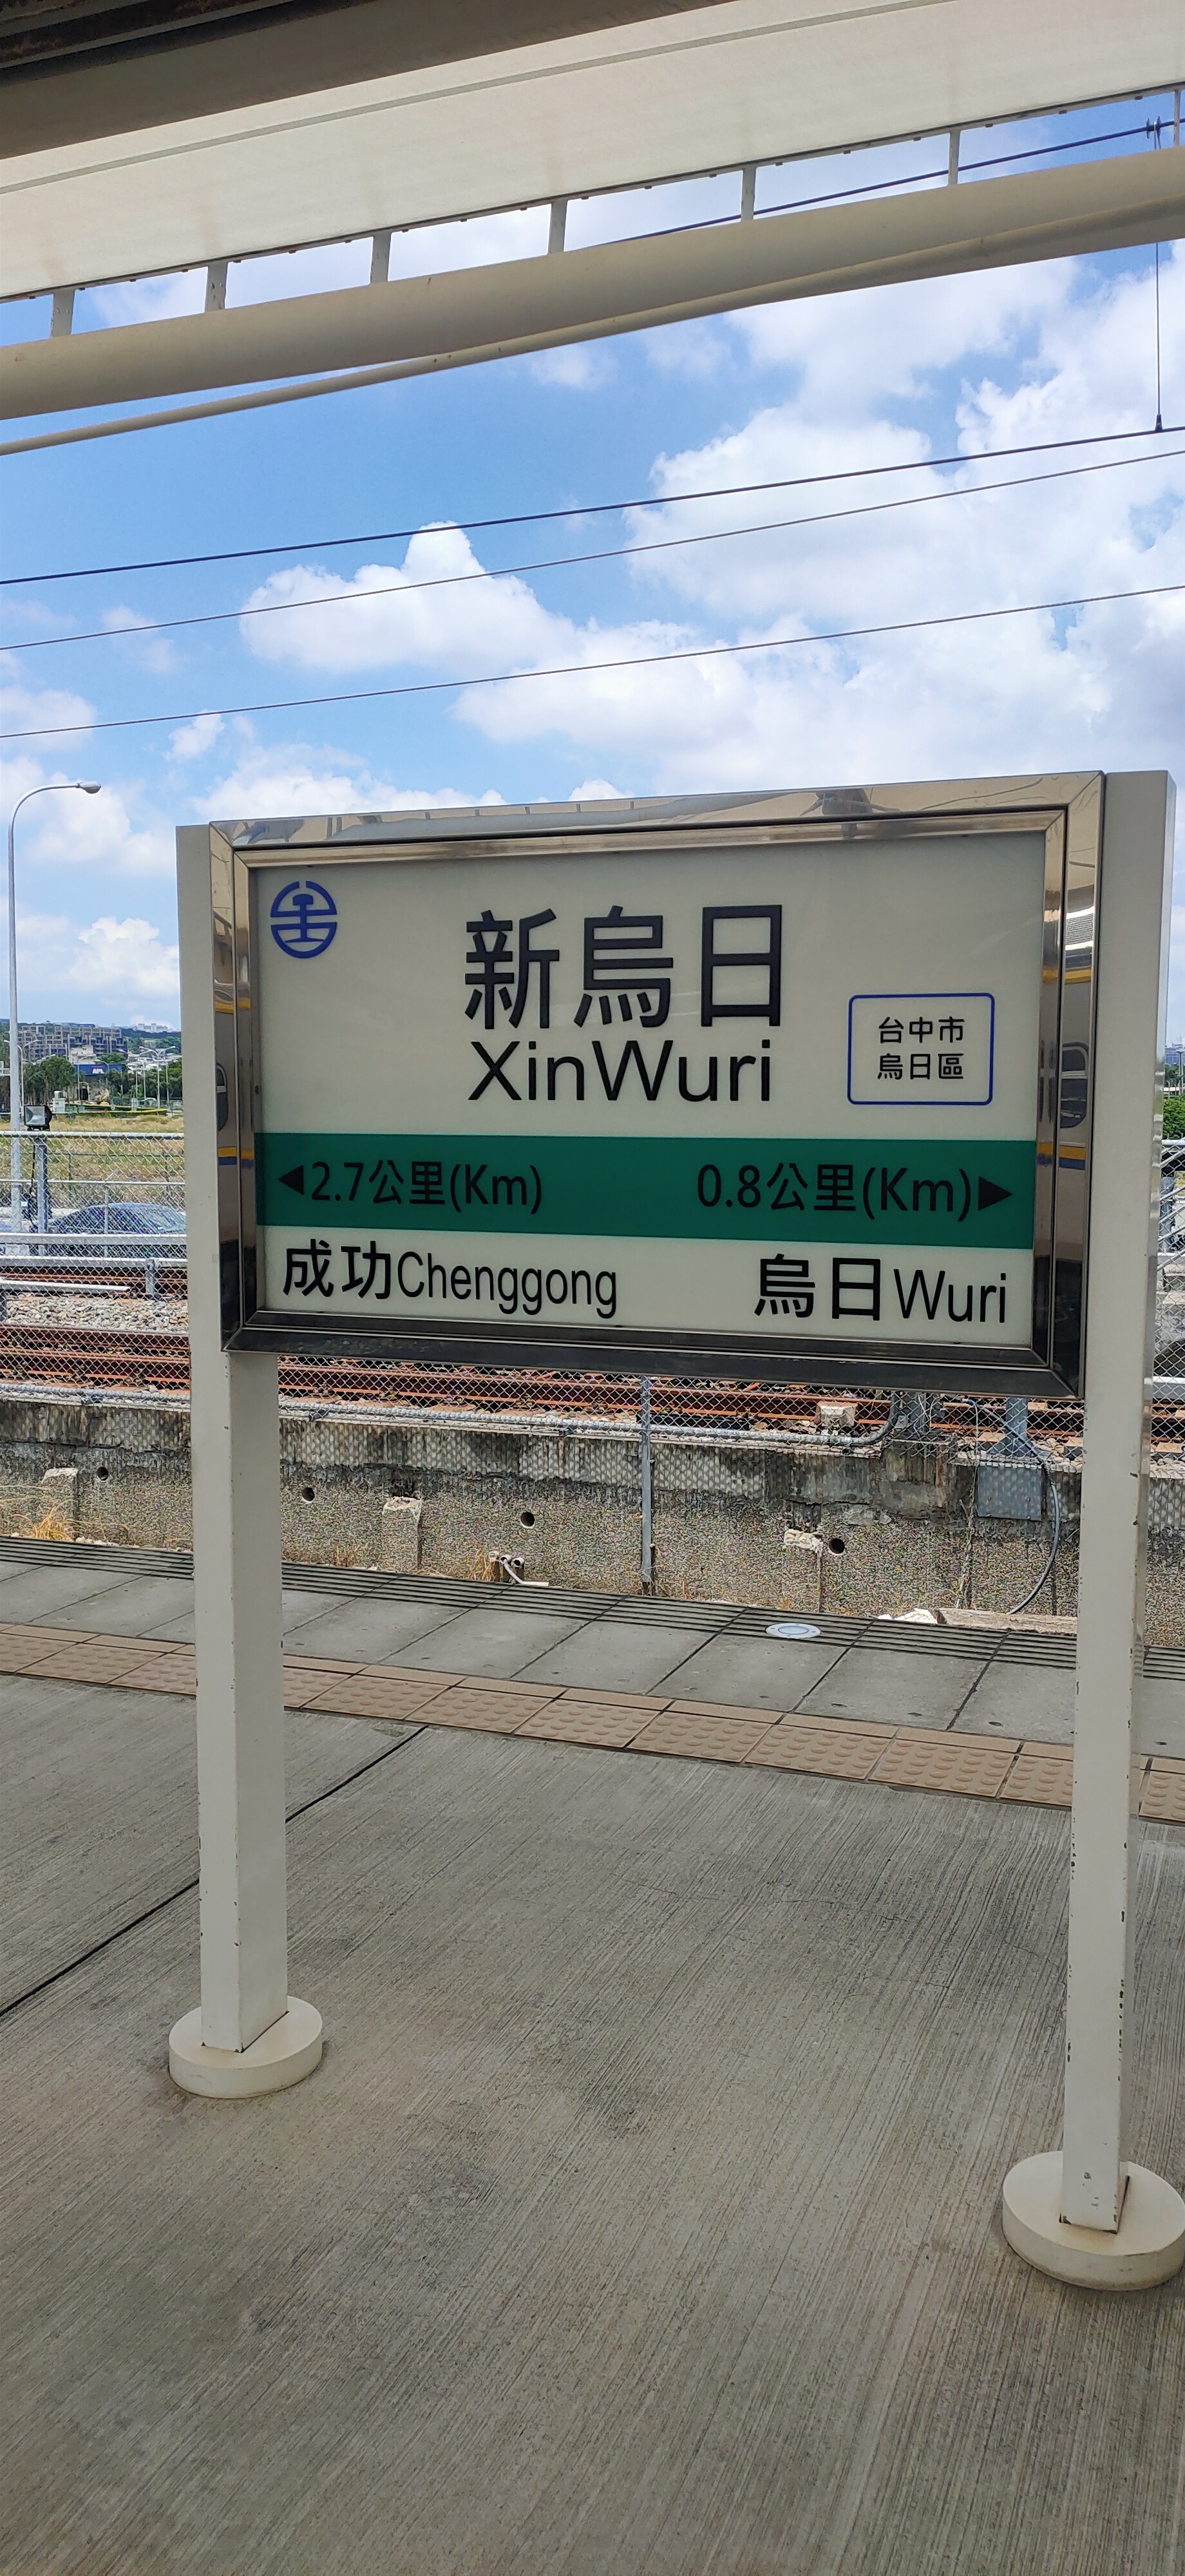 新烏日
XinWuri
台中市
烏日區
◀2.7公里(Km) 0.8公里(Km)▶
成功Chenggong 烏日Wuri